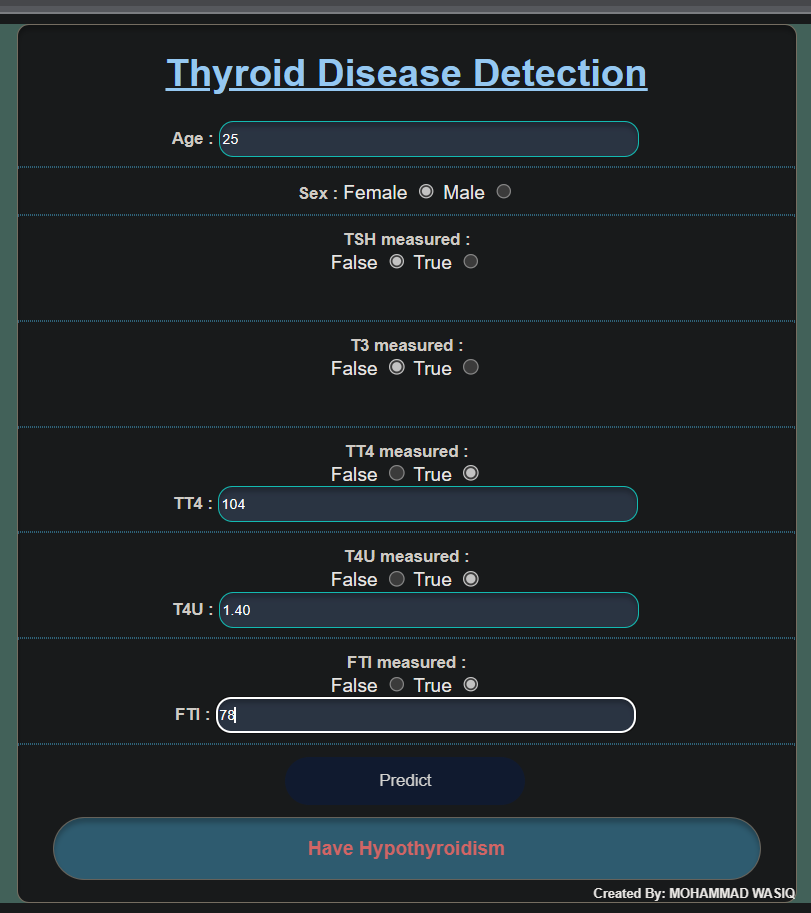 Thyroid Disease Detection
Age : 25
Sex : Female Male
TSH measured :
False True
T3 measured :
False True
TT4 measured :
False True
TT4 : 104
T4U measured :
False True
T4U : 1.40
FTI measured :
False True
FTI : 78
Predict
Have Hypothyroidism
Created By: MOHAMMAD WASIQ